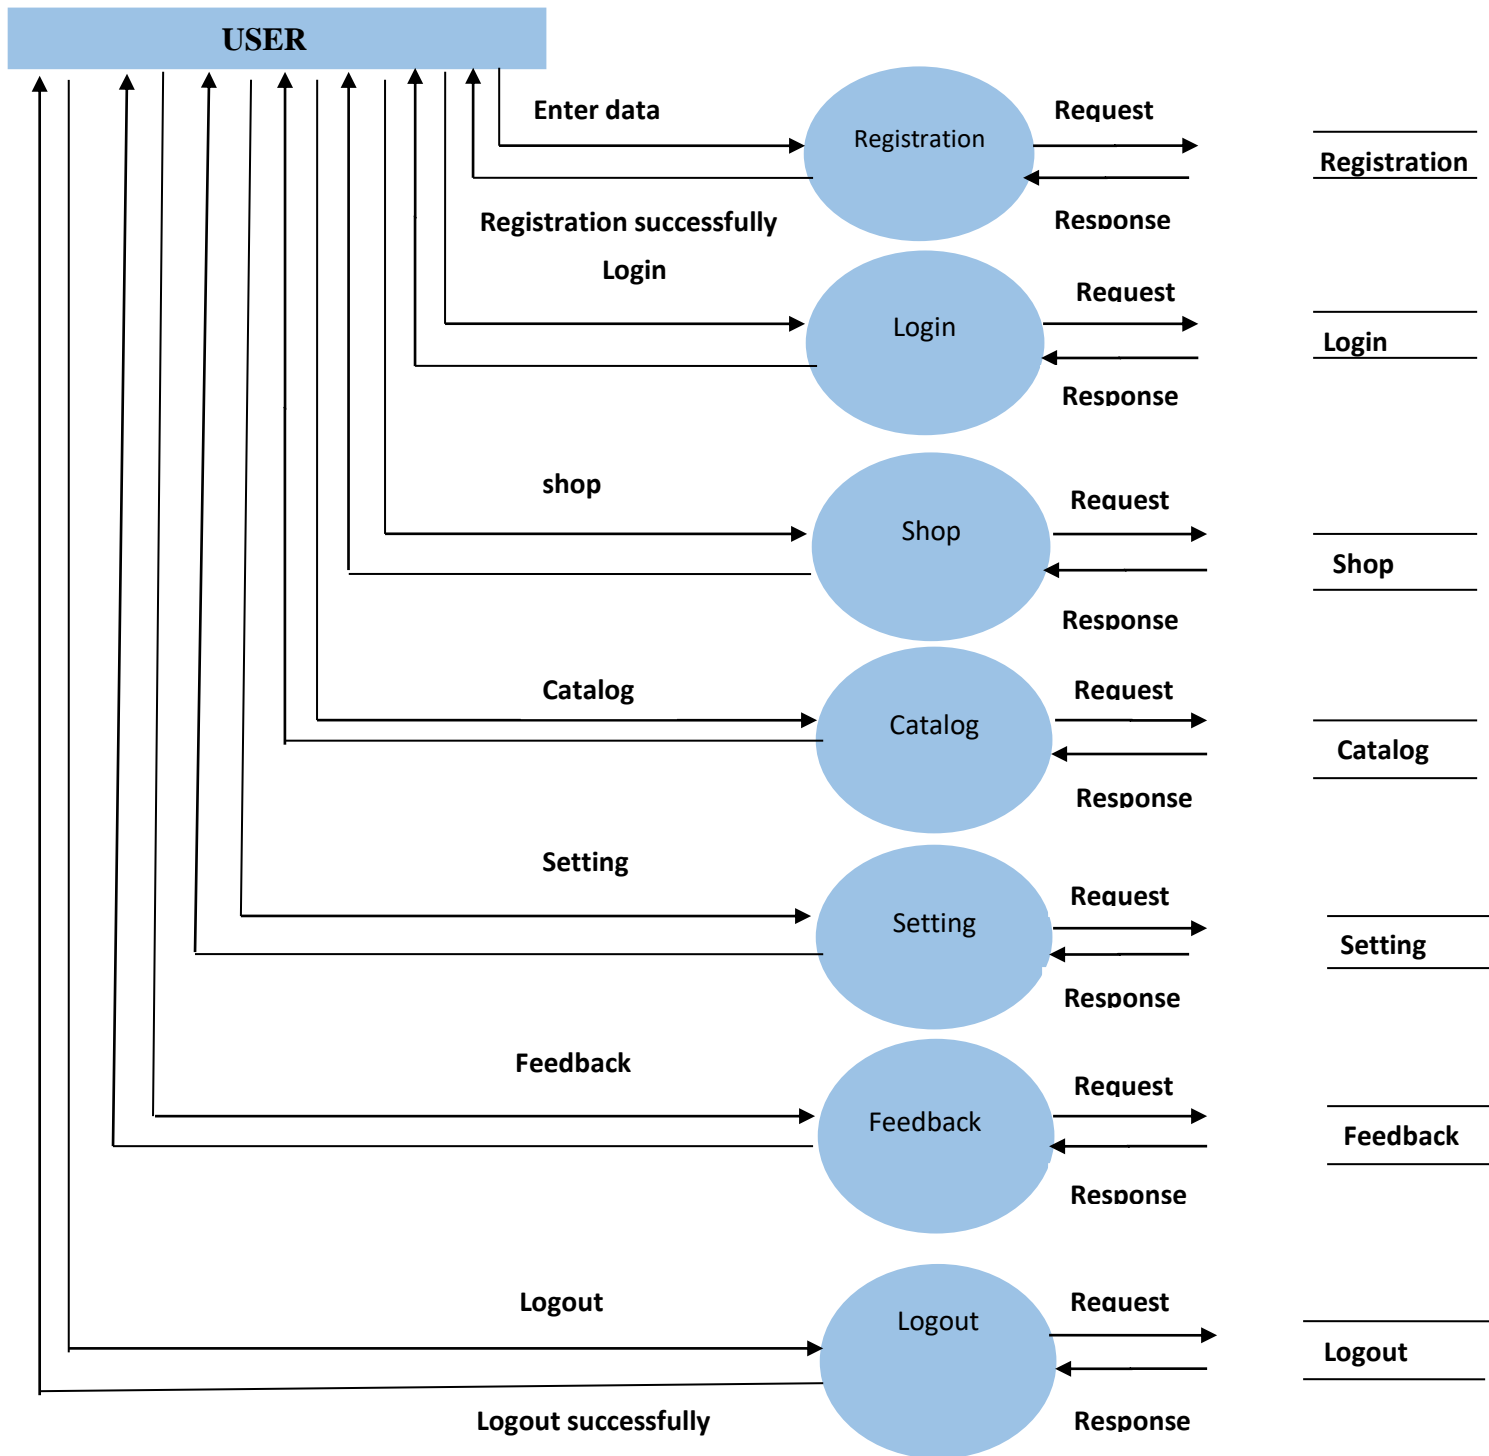 USER
Enter data
Request
Registration
Registration
Registration successfully
Response
Login
Request
Login
Login
Response
shop
Request
Shop
Shop
Response
Catalog
Request
Catalog
Catalog
Response
Setting
Request
Setting
Setting
Response
Feedback
Request
Feedback
Feedback
Response
Logout
Request
Logout
Logout
Logout successfully
Response